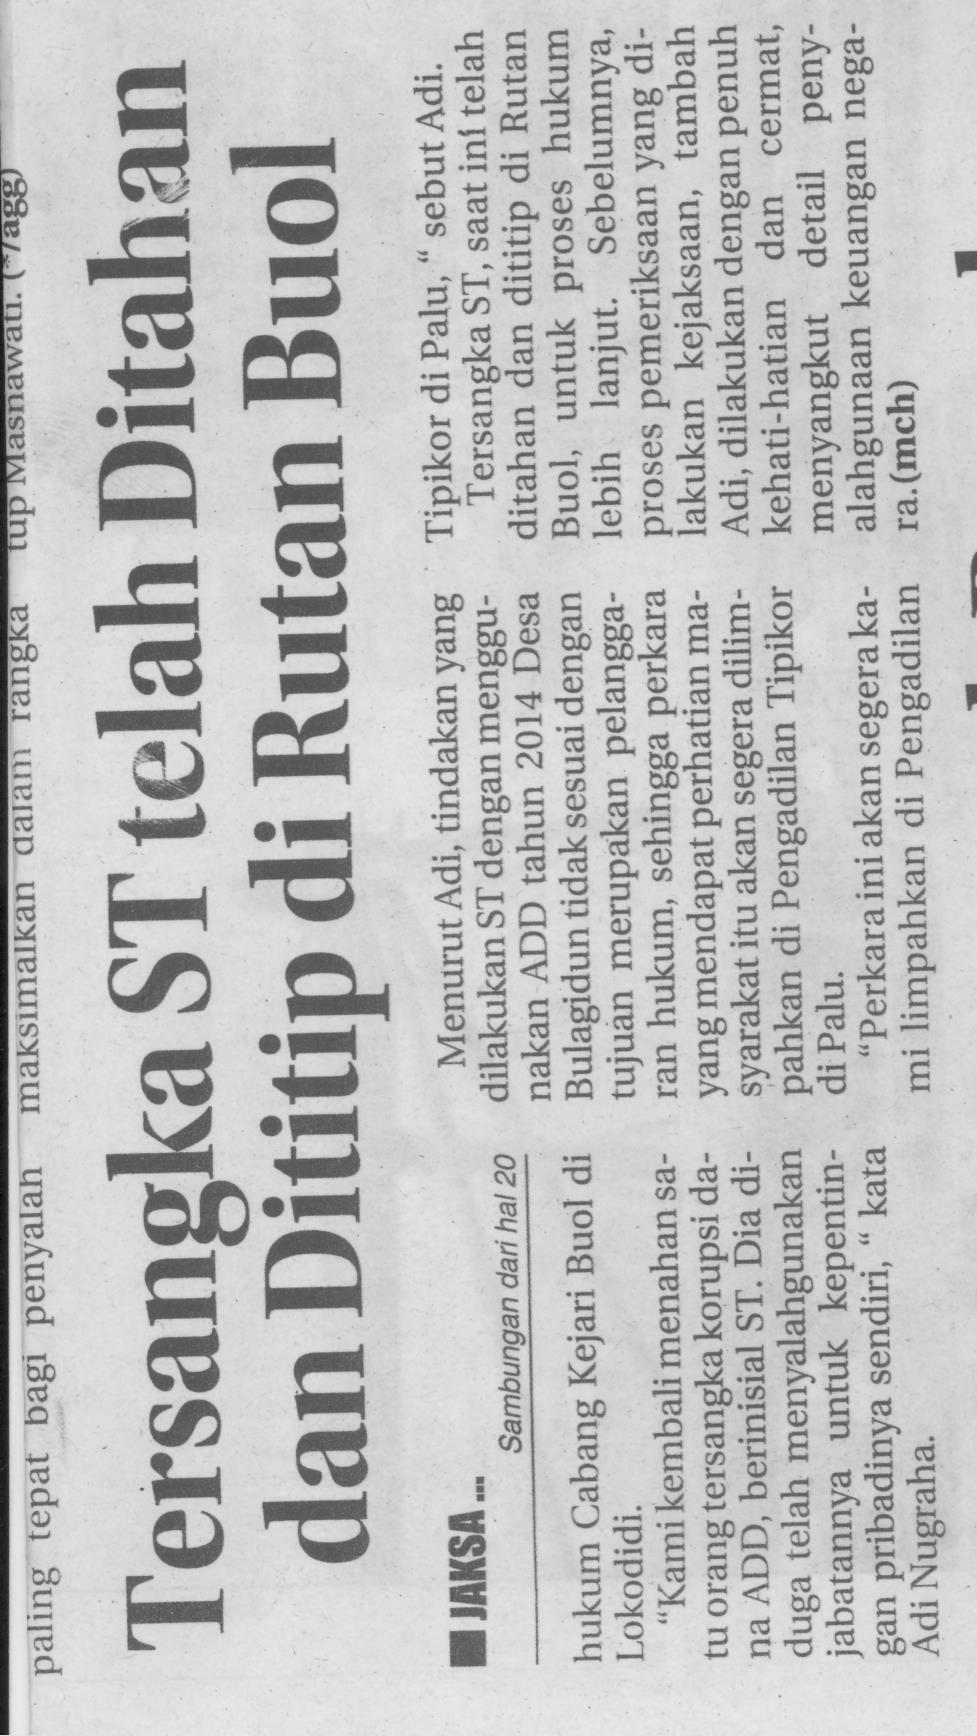 paling tepat bagi penyalah
maksimalkan dalam rangka
tup Masnawati. (*/agg)
Tersangka ST telah Ditahan
dan Dititip di Rutan Buol
■ JAKSA ...
Sambungan dari hal 20
hukum Cabang Kejari Buol di
Lokodidi.
“Kami kembali menahan sa-
tu orang tersangka korupsi da-
na ADD, berinisial ST. Dia di-
duga telah menyalahgunakan
jabatannya untuk kepentin-
gan pribadinya sendiri, “ kata
Adi Nugraha.
Menurut Adi, tindakan yang
dilakukan ST dengan menggu-
nakan ADD tahun 2014 Desa
Bulagidun tidak sesuai dengan
tujuan merupakan pelangga-
ran hukum, sehingga perkara
yang mendapat perhatian ma-
syarakat itu akan segera dilim-
pahkan di Pengadilan Tipikor
di Palu.
“Perkara ini akan segera ka-
mi limpahkan di Pengadilan
Tipikor di Palu, “ sebut Adi.
Tersangka ST, saat ini telah
ditahan dan dititip di Rutan
Buol, untuk proses hukum
lebih lanjut. Sebelumnya,
proses pemeriksaan yang di-
lakukan kejaksaan, tambah
Adi, dilakukan dengan penuh
kehati-hatian dan cermat,
menyangkut detail peny-
alahgunaan keuangan nega-
ra.(mch)